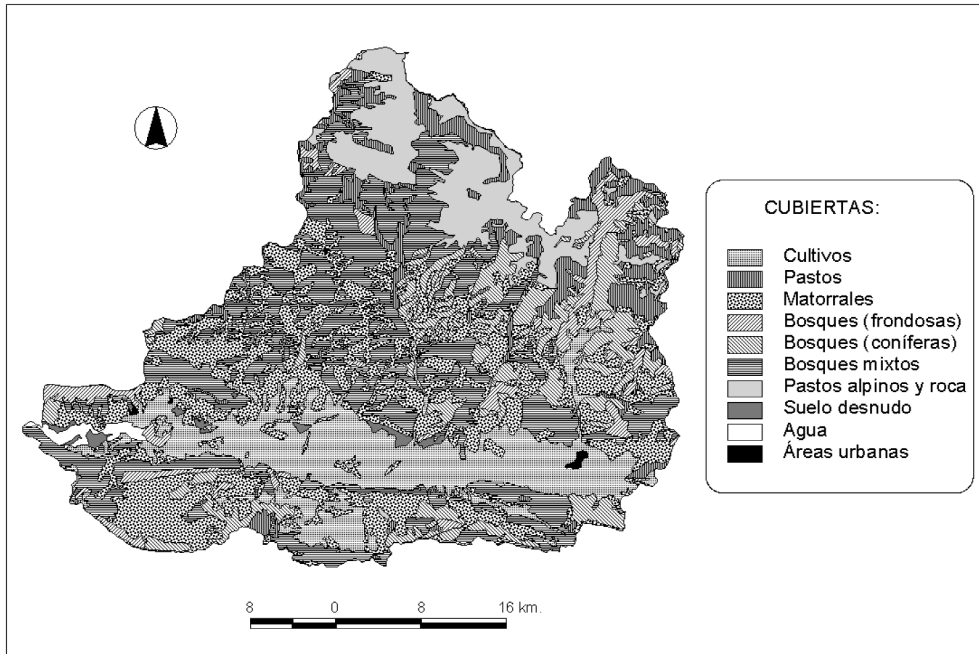 CUBIERTAS:
Cultivos
Pastos
Matorrales
Bosques (frondosas)
Bosques (coníferas)
Bosques mixtos
Pastos alpinos y roca
Suelo desnudo
Agua
Áreas urbanas
8 0 8 16 km.